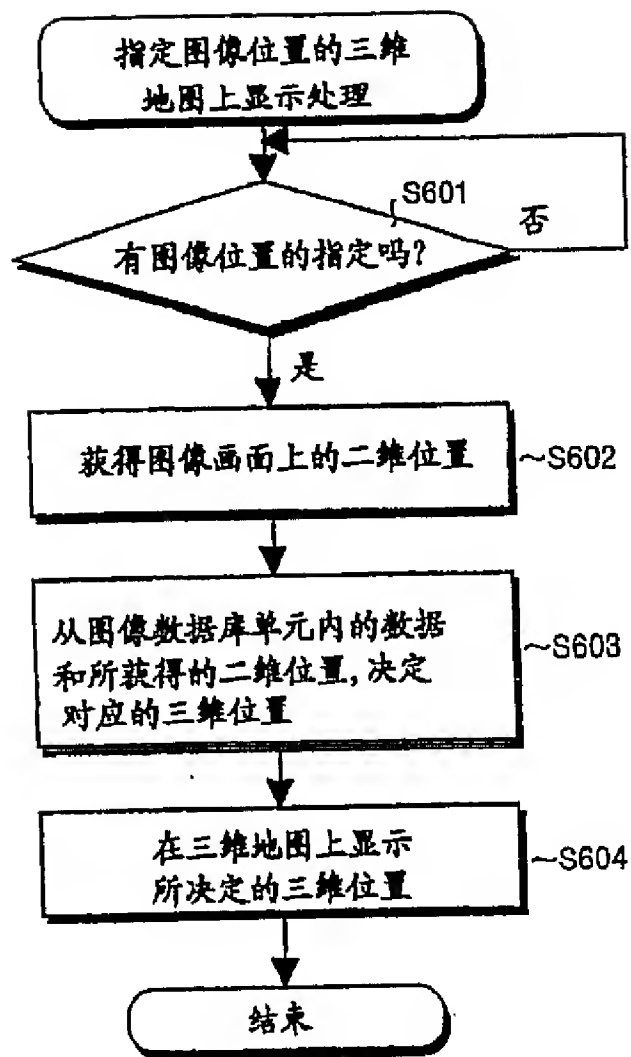 指定图像位置的三维
地图上显示处理
S601
否
有图像位置的指定吗?
是
获得图像画面上的二维位置
~S602
从图像数据库单元内的数据
和所获得的二维位置,决定
对应的三维位置
~S603
在三维地图上显示
所决定的三维位置
~S604
结束